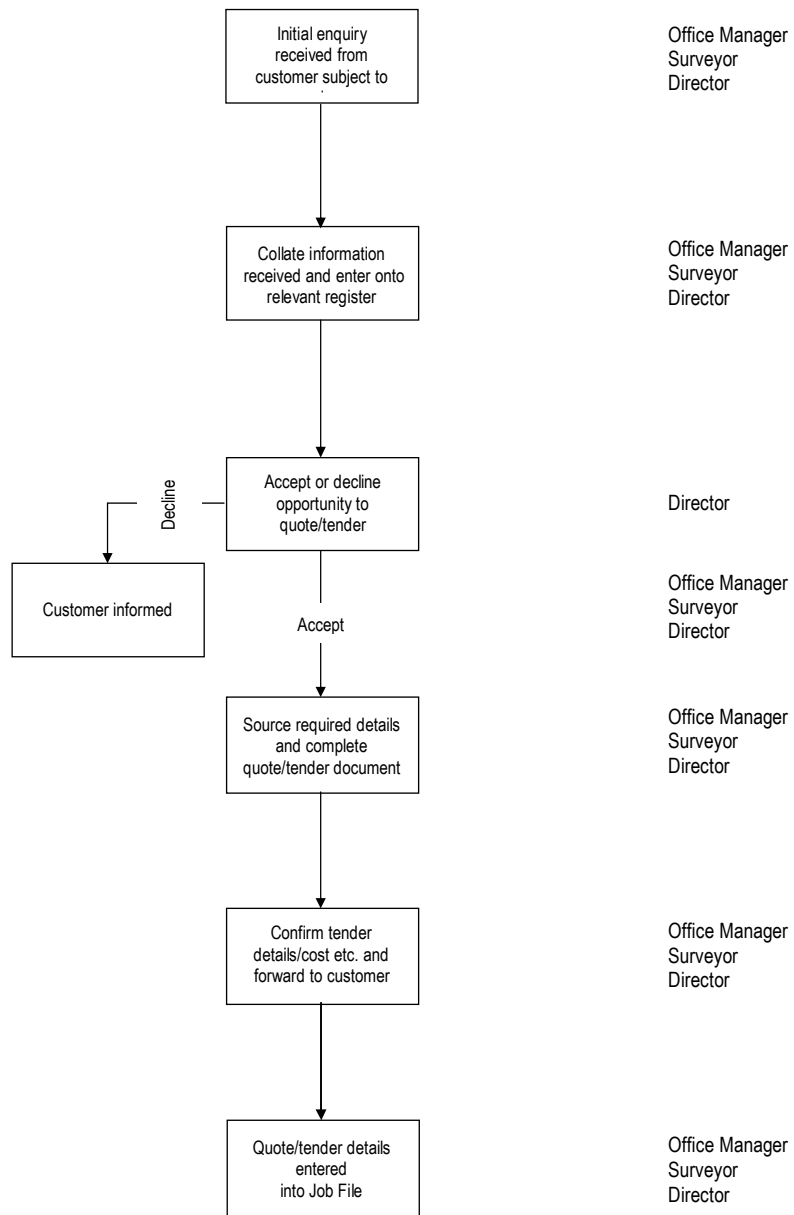 Initial enquiry
received from
customer subject to
Office Manager
Surveyor
Director
Collate information
received and enter onto
relevant register
Office Manager
Surveyor
Director
Accept or decline
opportunity to
quote/tender
Director
Decline
Customer informed
Office Manager
Surveyor
Director
Accept
Source required details
and complete
quote/tender document
Office Manager
Surveyor
Director
Confirm tender
details/cost etc. and
forward to customer
Office Manager
Surveyor
Director
Quote/tender details
entered
into Job File
Office Manager
Surveyor
Director